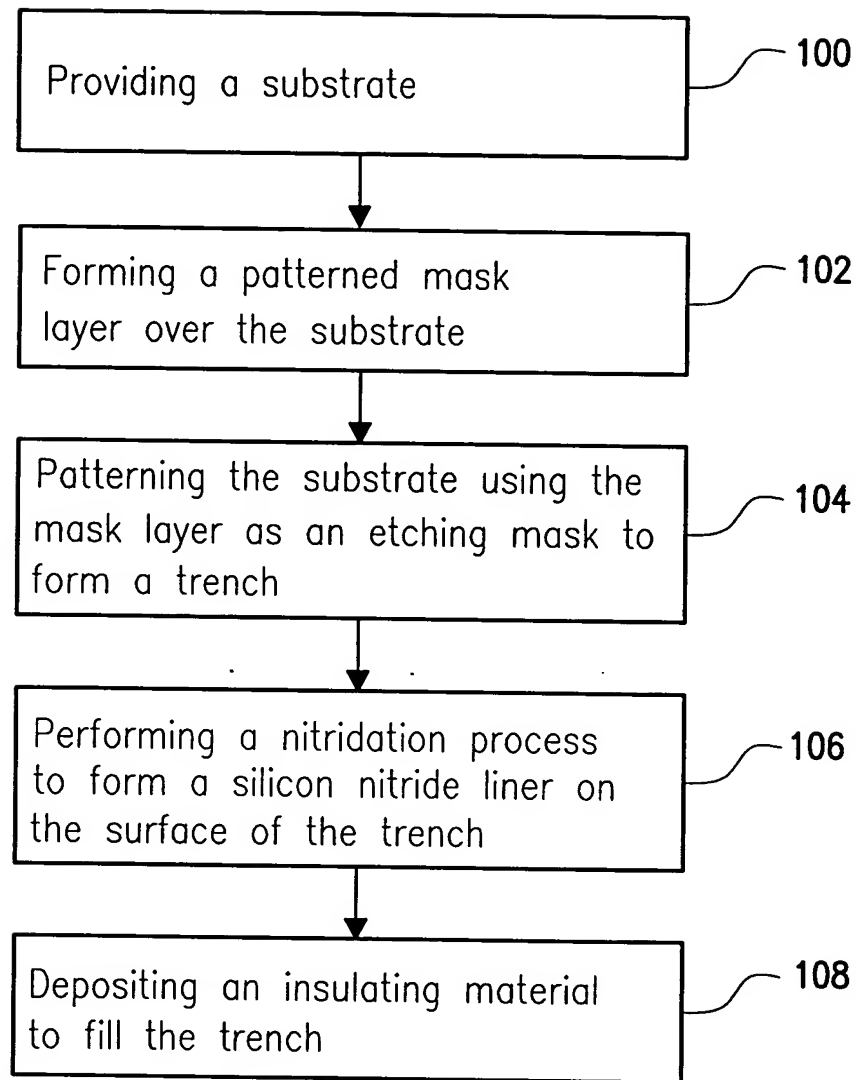 Providing a substrate
100
Forming a patterned mask
layer over the substrate
102
Patterning the substrate using the
mask layer as an etching mask to
form a trench
104
Performing a nitridation process
to form a silicon nitride liner on
the surface of the trench
106
Depositing an insulating material
to fill the trench
108